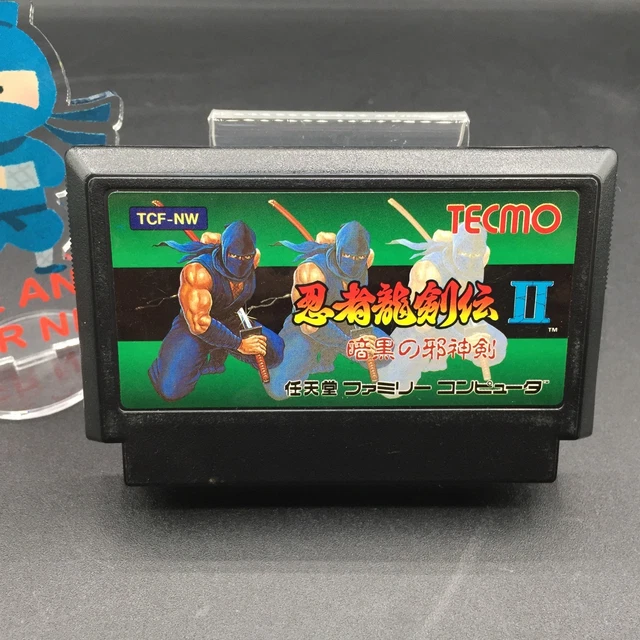 TCF-NW
TECMO
忍者龍剣伝 II
TM
暗黒の邪神剣
任天堂 ファミリー コンピュータ